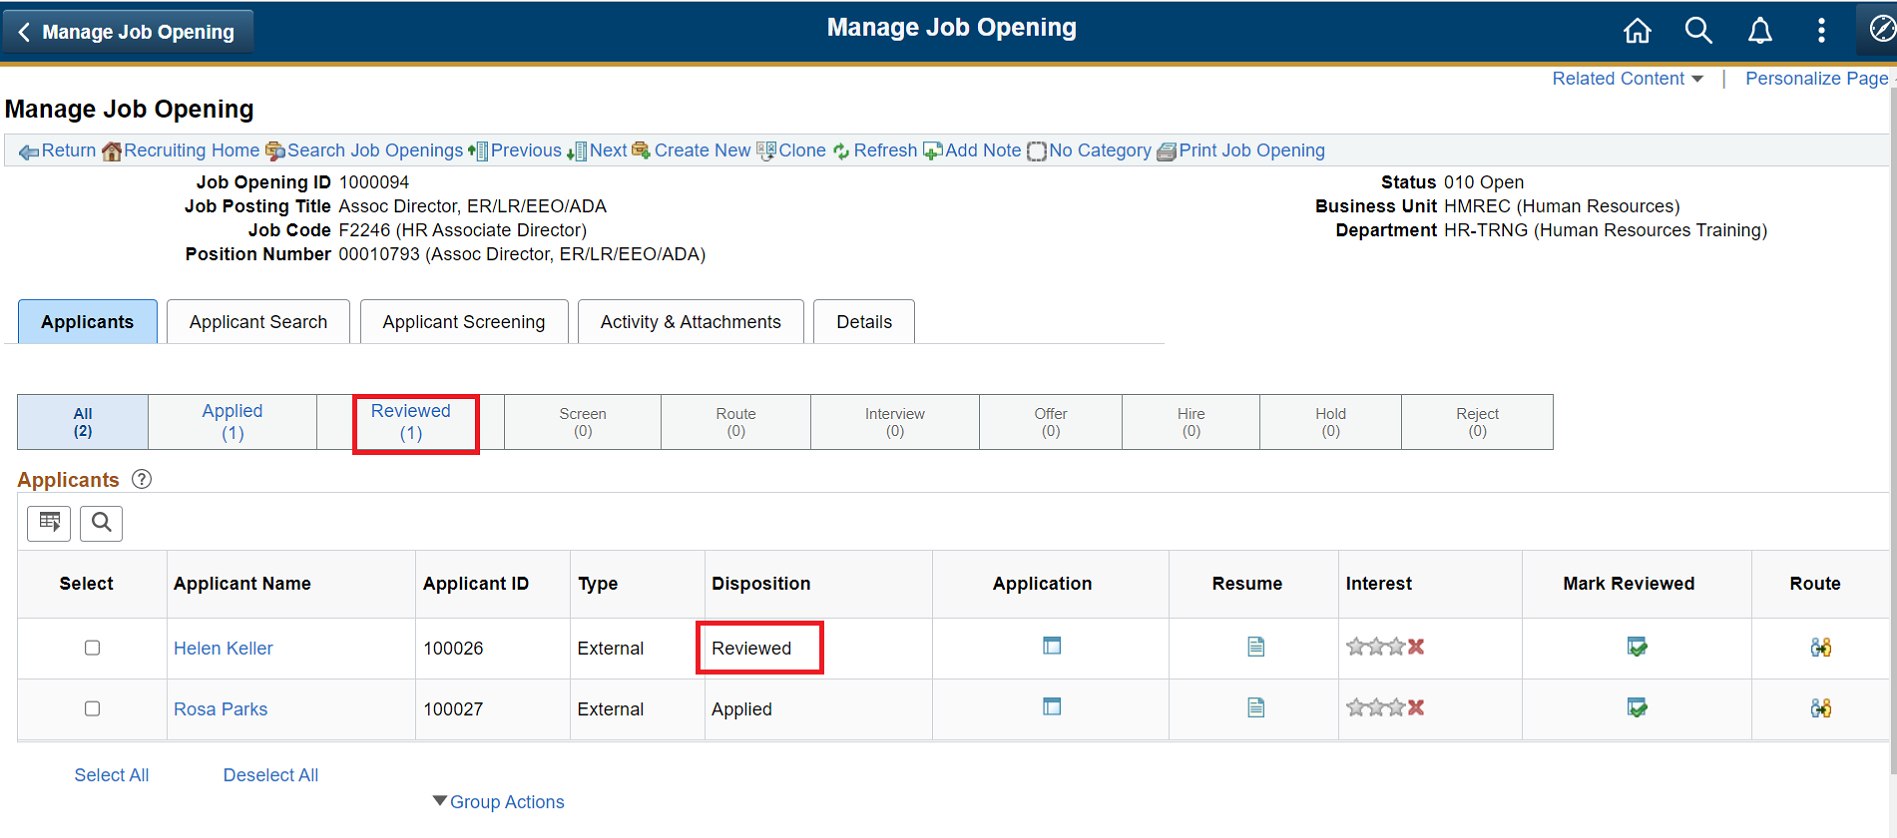 Manage Job Opening
Manage Job Opening
Related Content | Personalize Page
Manage Job Opening
Return Recruiting Home Search Job Openings Previous Next Create New Clone Refresh Add Note No Category Print Job Opening
Job Opening ID 1000094 Status 010 Open
Job Posting Title Assoc Director, ER/LR/EEO/ADA Business Unit HMREC (Human Resources)
Job Code F2246 (HR Associate Director) Department HR-TRNG (Human Resources Training)
Position Number 00010793 (Assoc Director, ER/LR/EEO/ADA)
Applicants Applicant Search Applicant Screening Activity & Attachments Details
All Applied Reviewed Screen Route Interview Offer Hire Hold Reject
(2) (1) (1) (0) (0) (0) (0) (0) (0) (0)
Applicants ?
Select Applicant Name Applicant ID Type Disposition Application Resume Interest Mark Reviewed Route
Helen Keller 100026 External Reviewed
Rosa Parks 100027 External Applied
Select All Deselect All
Group Actions